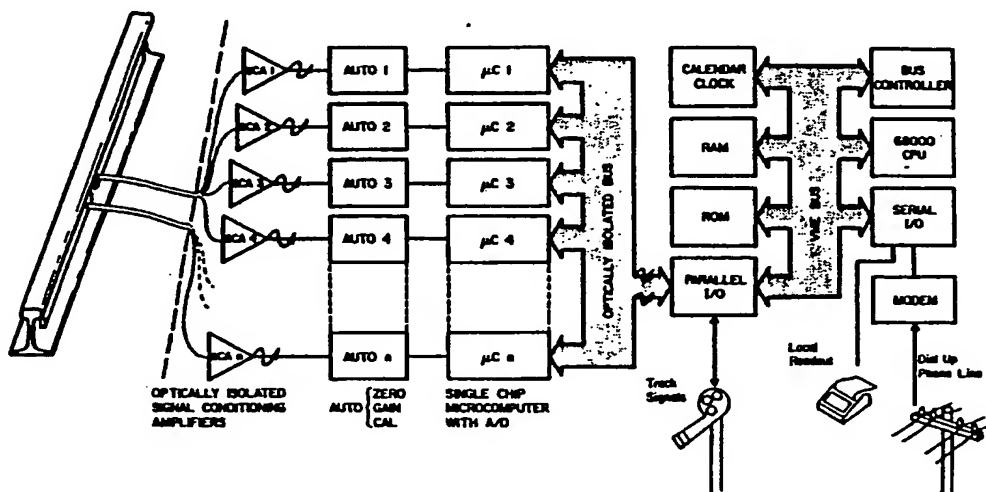 SCA 1
AUTO 1
µC 1
SCA 2
AUTO 2
µC 2
SCA 3
AUTO 3
µC 3
SCA 4
AUTO 4
µC 4
SCA n
AUTO n
µC n
OPTICALLY ISOLATED
SIGNAL CONDITIONING
AMPLIFIERS
AUTO { ZERO
GAIN
CAL
SINGLE CHIP
MICROCOMPUTER
WITH A/D
OPTICALLY ISOLATED BUS
CALENDAR
CLOCK
RAM
ROM
PARALLEL
I/O
VME BUS
BUS
CONTROLLER
68000
CPU
SERIAL
I/O
MODEM
Track
Signals
Local
Readout
Dial Up
Phone Line